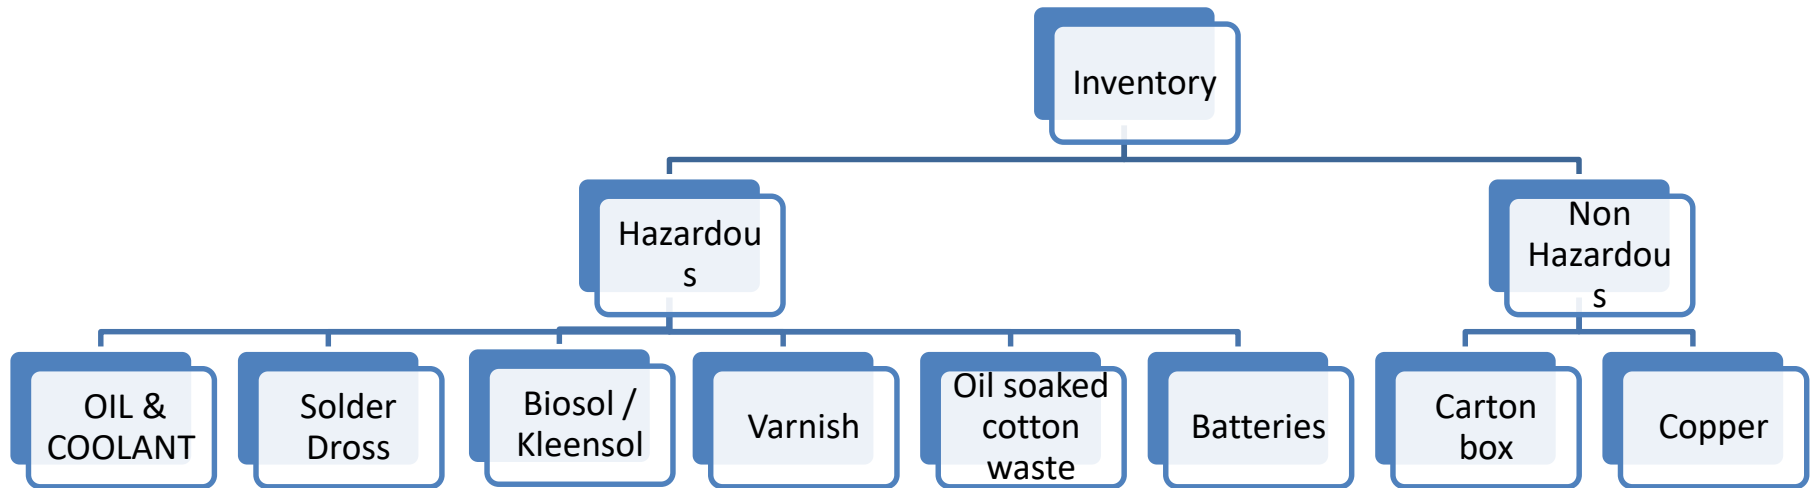 Inventory
Hazardou
s
Non
Hazardou
s
OIL &
COOLANT
Solder
Dross
Biosol /
Kleensol
Varnish
Oil soaked
cotton
waste
Batteries
Carton
box
Copper